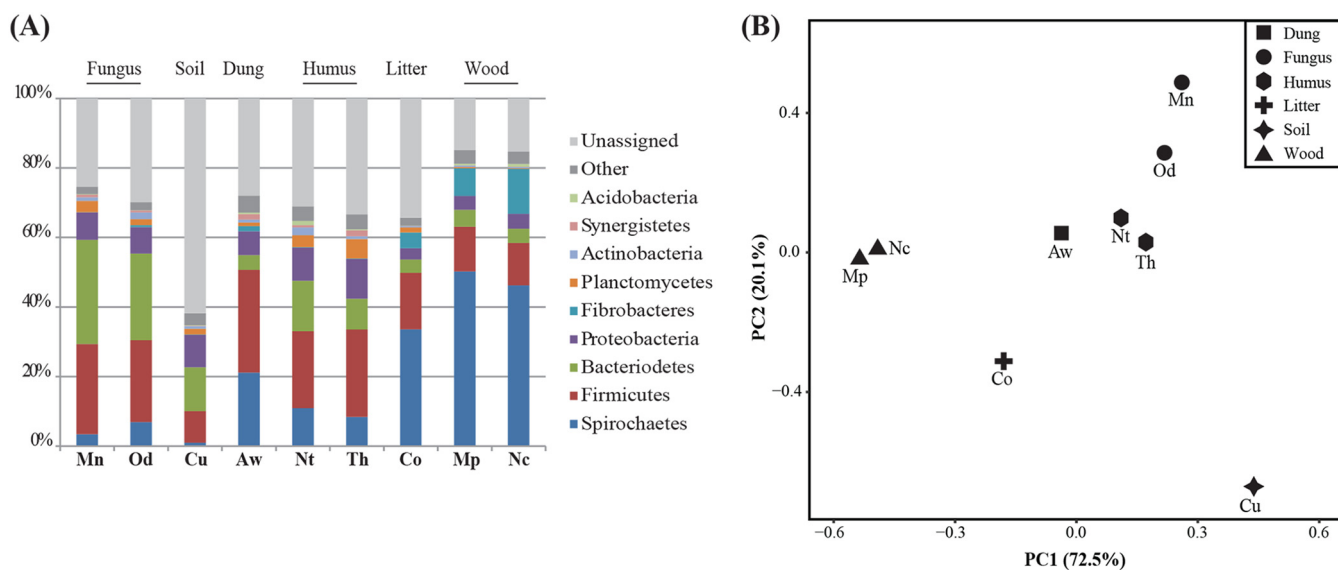 (A)
Fungus Soil Dung Humus Litter Wood
100%
80%
60%
40%
20%
0%
Mn Od Cu Aw Nt Th Co Mp Nc
Unassigned
Other
Acidobacteria
Synergistetes
Actinobacteria
Planctomycetes
Fibrobacteres
Proteobacteria
Bacteriodetes
Firmicutes
Spirochaetes
(B)
Dung
Fungus
Humus
Litter
Soil
Wood
Mn
Od
Nt
Th
Aw
Nc
Mp
Co
Cu
0.4
0.0
−0.4
PC2 (20.1%)
−0.6 −0.3 0.0 0.3 0.6
PC1 (72.5%)